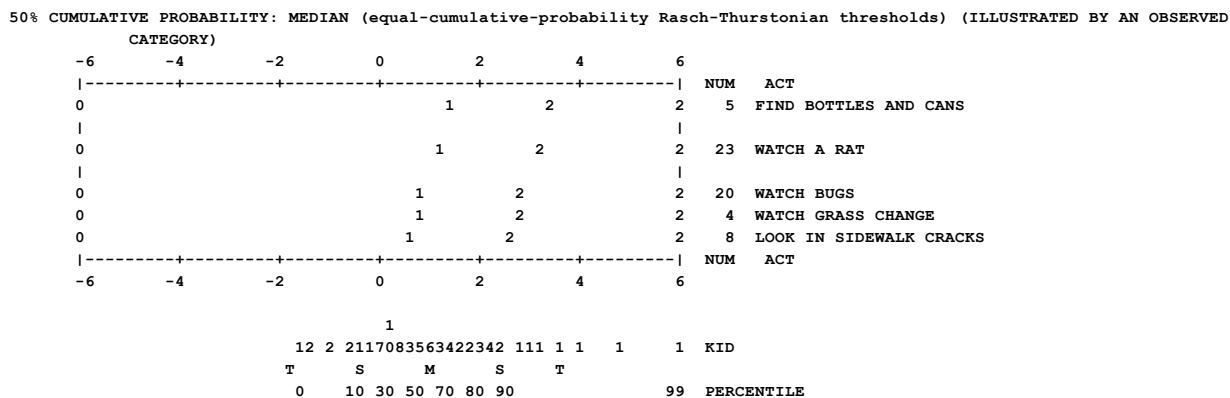 50% CUMULATIVE PROBABILITY: MEDIAN (equal-cumulative-probability Rasch-Thurstonian thresholds) (ILLUSTRATED BY AN OBSERVED
CATEGORY)
-6 -4 -2 0 2 4 6
|---------+---------+---------+---------+---------+---------| NUM ACT
0 1 2 2 5 FIND BOTTLES AND CANS
| |
0 1 2 2 23 WATCH A RAT
| |
0 1 2 2 20 WATCH BUGS
0 1 2 2 4 WATCH GRASS CHANGE
0 1 2 2 8 LOOK IN SIDEWALK CRACKS
|---------+---------+---------+---------+---------+---------| NUM ACT
-6 -4 -2 0 2 4 6
1
12 2 2117083563422342 111 1 1 1 1 KID
T S M S T
0 10 30 50 70 80 90 99 PERCENTILE